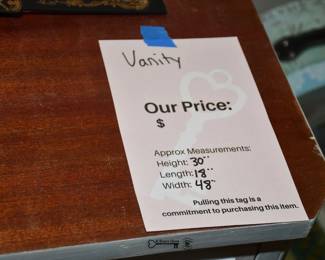 Vanity
Our Price:
$
Approx Measurements:
Height: 30"
Length: 18"
Width: 48"
Pulling this tag is a
commitment to purchasing this item.